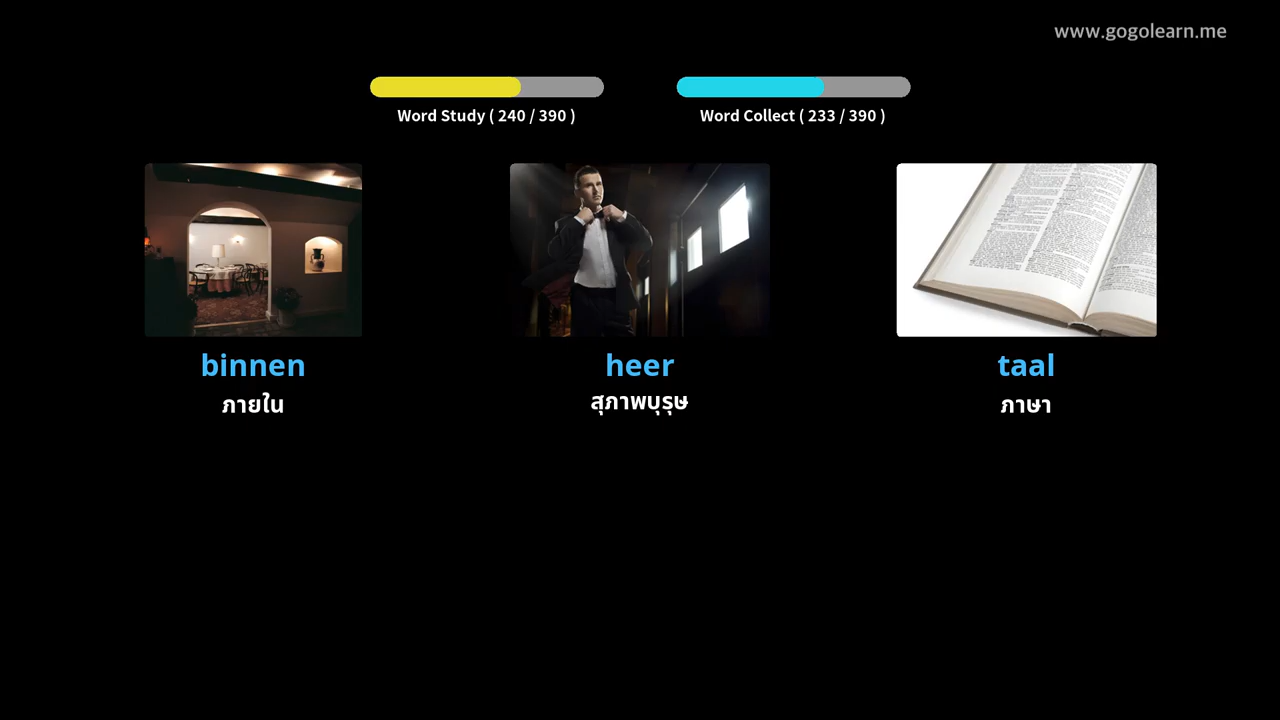 www.gogolearn.me
Word Study ( 240 / 390 )
Word Collect ( 233 / 390 )
binnen
heer
taal
ภายใน
สุภาพบุรุษ
ภาษา